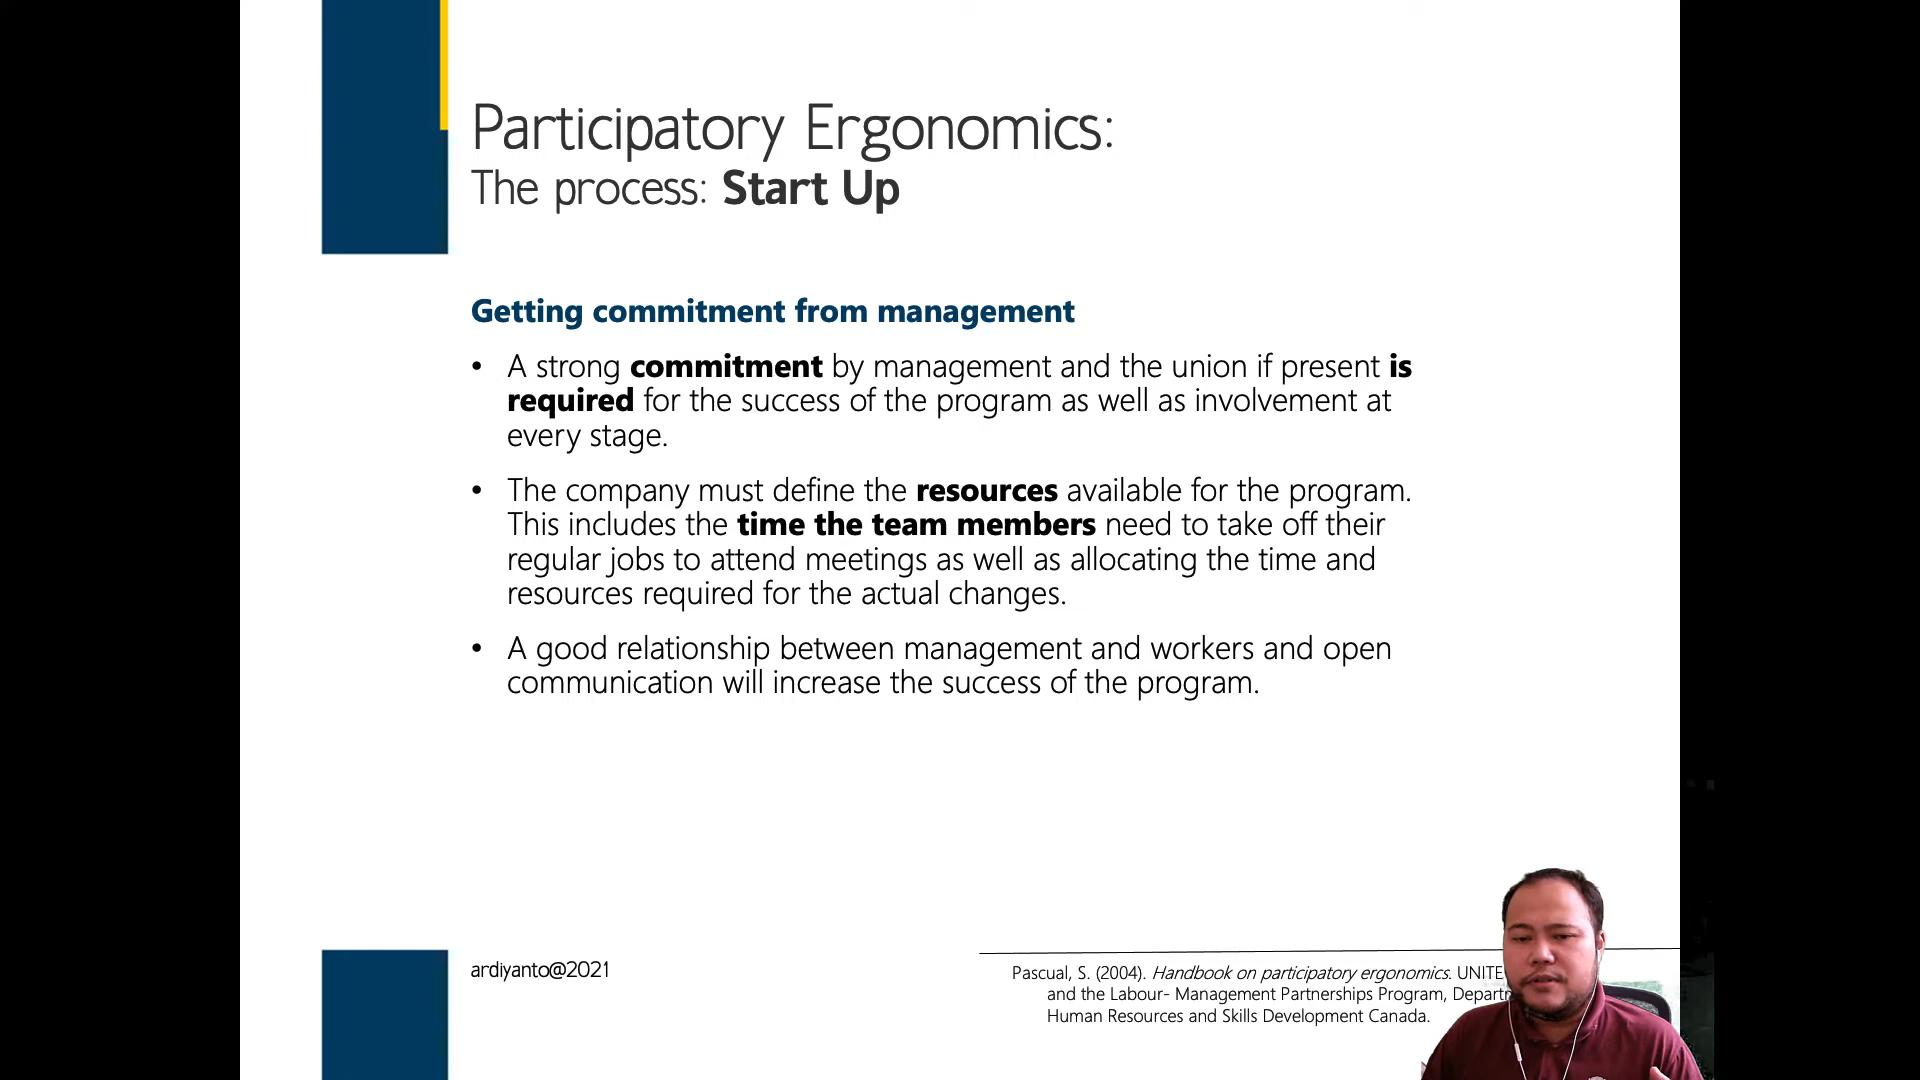 Participatory Ergonomics:
The process: Start Up
Getting commitment from management
• A strong commitment by management and the union if present is
required for the success of the program as well as involvement at
every stage.
• The company must define the resources available for the program.
This includes the time the team members need to take off their
regular jobs to attend meetings as well as allocating the time and
resources required for the actual changes.
• A good relationship between management and workers and open
communication will increase the success of the program.
ardiyanto@2021
Pascual, S. (2004). Handbook on participatory ergonomics. UNITE
and the Labour- Management Partnerships Program,
Human Resources and Skills Development Canada.